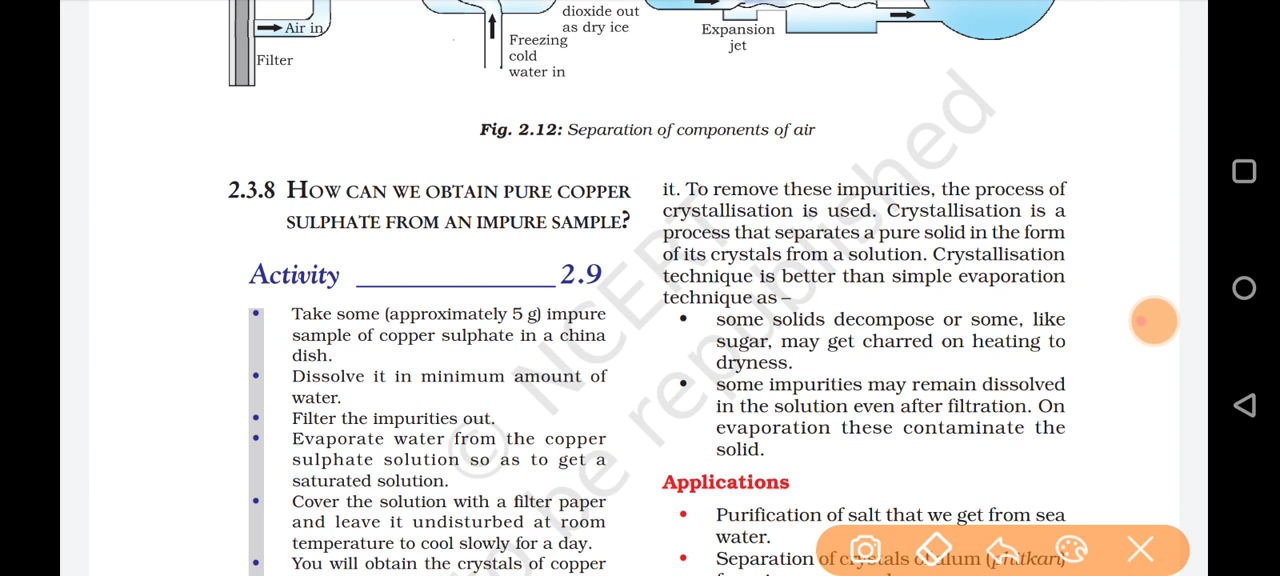 Air in
Filter
dioxide out
as dry ice
Freezing
cold
water in
Expansion
jet
Fig. 2.12: Separation of components of air
2.3.8 HOW CAN WE OBTAIN PURE COPPER
SULPHATE FROM AN IMPURE SAMPLE?
Activity ______________ 2.9
• Take some (approximately 5 g) impure
sample of copper sulphate in a china
dish.
• Dissolve it in minimum amount of
water.
• Filter the impurities out.
• Evaporate water from the copper
sulphate solution so as to get a
saturated solution.
• Cover the solution with a filter paper
and leave it undisturbed at room
temperature to cool slowly for a day.
• You will obtain the crystals of copper
it. To remove these impurities, the process of
crystallisation is used. Crystallisation is a
process that separates a pure solid in the form
of its crystals from a solution. Crystallisation
technique is better than simple evaporation
technique as –
• some solids decompose or some, like
sugar, may get charred on heating to
dryness.
• some impurities may remain dissolved
in the solution even after filtration. On
evaporation these contaminate the
solid.
Applications
• Purification of salt that we get from sea
water.
• Separation of crystals of alum (phitkari)
© NCERT
be republished